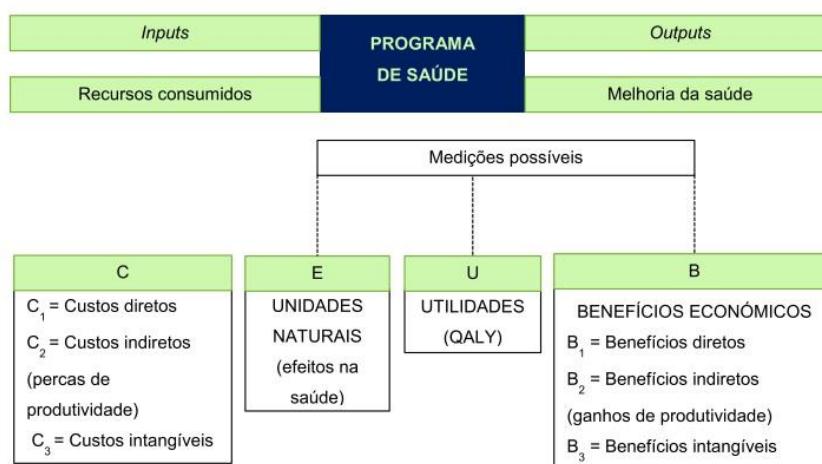 Inputs
PROGRAMA
DE SAÚDE
Outputs
Recursos consumidos
Melhoria da saúde
Medições possíveis
C
C1 = Custos diretos
C2 = Custos indiretos
(percas de
produtividade)
C3 = Custos intangíveis
E
UNIDADES
NATURAIS
(efeitos na
saúde)
U
UTILIDADES
(QALY)
B
BENEFÍCIOS ECONÓMICOS
B1 = Benefícios diretos
B2 = Benefícios indiretos
(ganhos de produtividade)
B3 = Benefícios intangíveis